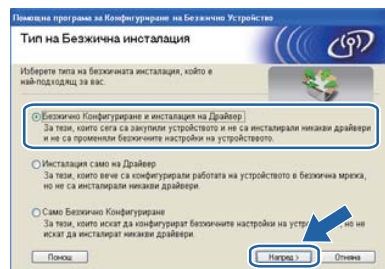 Помощна програма за Конфигуриране на Безжично Устройство
Тип на Безжична инсталация
Изберете типа на безжичната инсталация, който е
най-подходящ за вас.
Безжично Конфигуриране и инсталация на Драйвер
За тези, които сега са закупили устройството и не са инсталирали никакви драйвери
и не са променяли безжичните настройки на устройството.
Инсталация само на Драйвер
За тези, които вече са конфигурирали работата на устройството в безжична мрежа,
но не са инсталирали никакви драйвери.
Само Безжично Конфигуриране
За тези, които искат да конфигурират безжичните настройки на но не
искат да инсталират никакви драйвери.
Помощ
Напред >
Отмяна